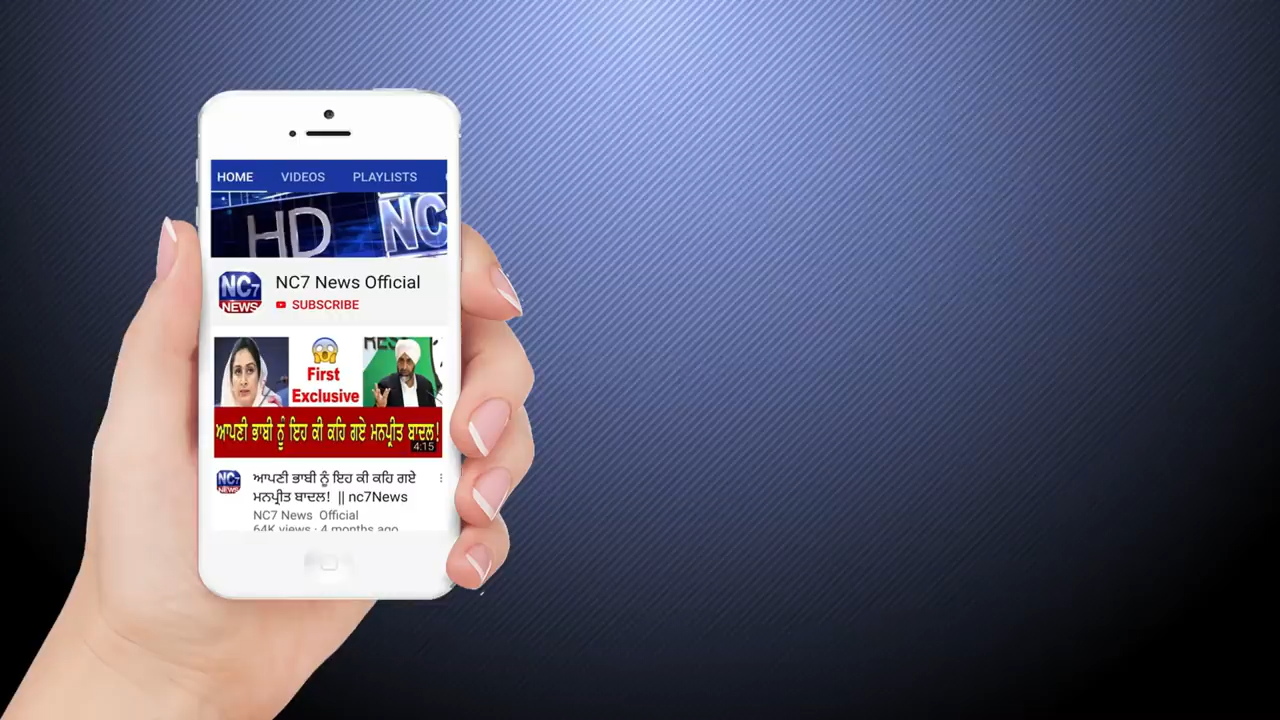 HOME VIDEOS PLAYLISTS
HD NC
NC7 NEWS
NC7 News Official
SUBSCRIBE
First
Exclusive
ਆਪਣੀ ਭਾਬੀ ਨੂੰ ਇਹ ਕੀ ਕਹਿ ਗਏ ਮਨਪ੍ਰੀਤ ਬਾਦਲ!
4:15
NC7 NEWS
ਆਪਣੀ ਭਾਬੀ ਨੂੰ ਇਹ ਕੀ ਕਹਿ ਗਏ
ਮਨਪ੍ਰੀਤ ਬਾਦਲ! || nc7News
NC7 News Official
64K views · 4 months ago